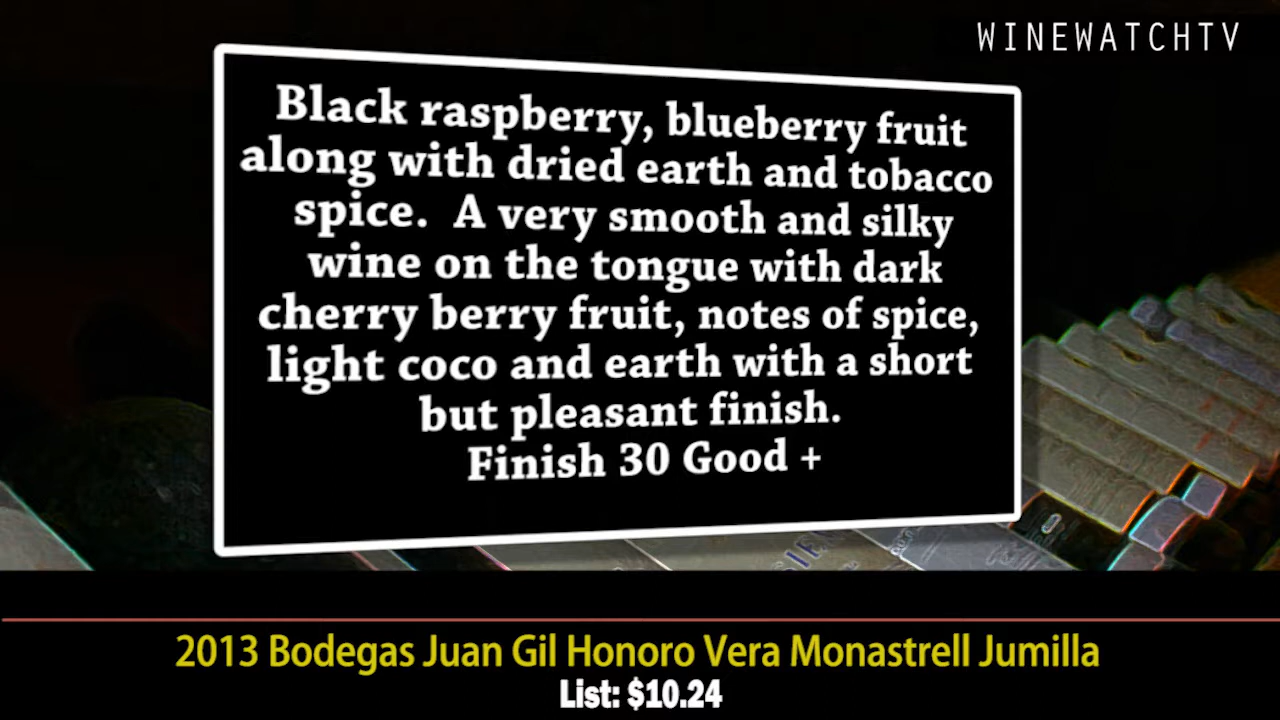 WINEWATCHTV
Black raspberry, blueberry fruit
along with dried earth and tobacco
spice. A very smooth and silky
wine on the tongue with dark
cherry berry fruit, notes of spice,
light coco and earth with a short
but pleasant finish.
Finish 30 Good +
2013 Bodegas Juan Gil Honoro Vera Monastrell Jumilla
List: $10.24